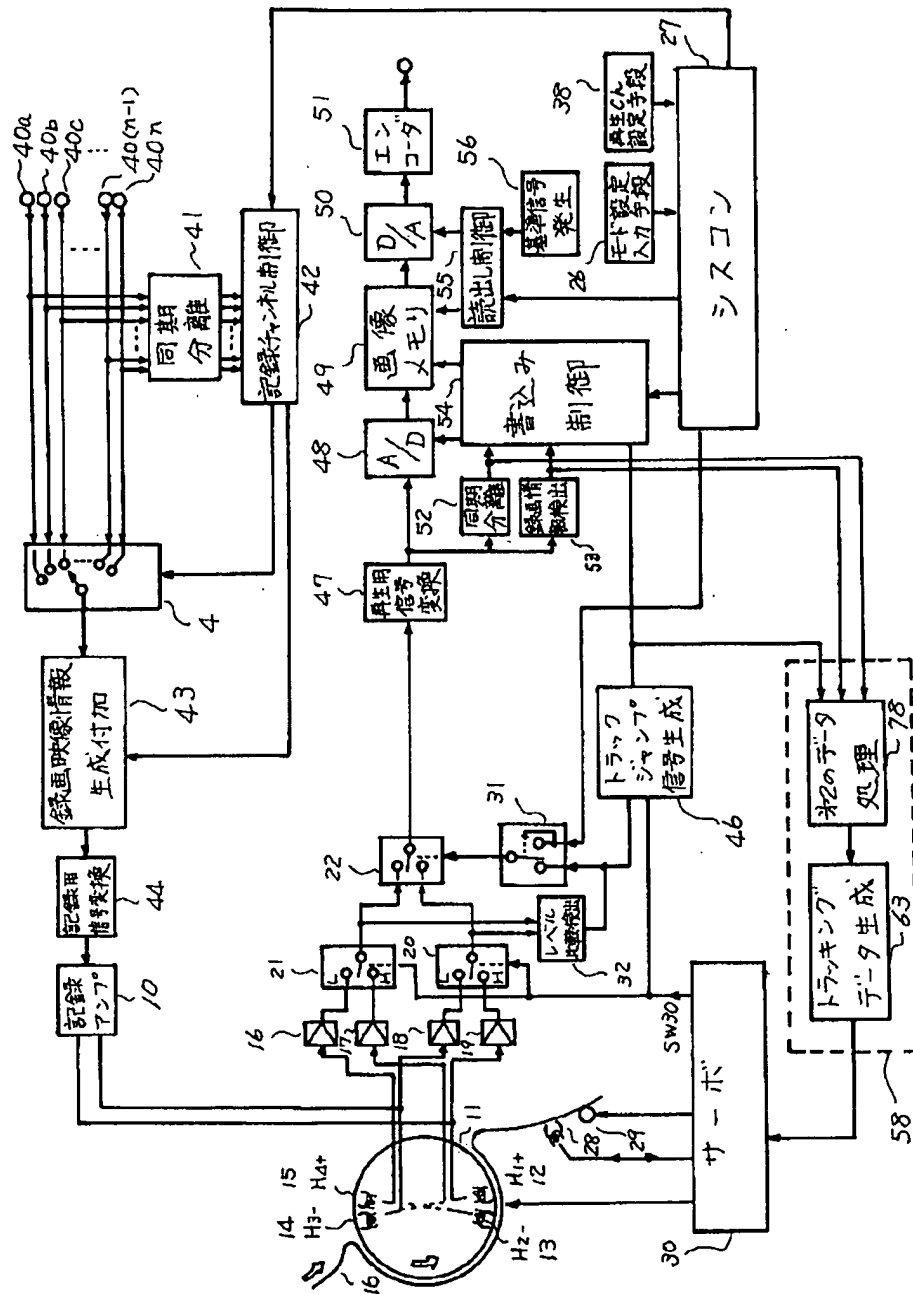 40a
40b
40c
40(n-1)
40n
4
同期
分離
41
記録チャンネル制御
42
録画映像情報
生成付加
43
記録用
信号変換
44
記録
アンプ
10
再生用
信号
変換
47
A/D
48
画像
メモリ
49
D/A
50
エン
コーダ
51
同期
分離
52
録画情
報検出
53
書込み
制御
54
読出し制御
55
基準信号
発生
56
モード設定
入力手段
26
設定手段
38
シスコン
27
トラック
ジャンプ
信号生成
46
31
22
レベル
比較検出
32
21
L
H
20
L
H
16
17
18
19
SW30
15
H4+
14
H3-
16
11
H1+
12
H2-
13
28
29
サーボ
30
第2のデータ
処理
78
トラッキング
データ生成
63
58